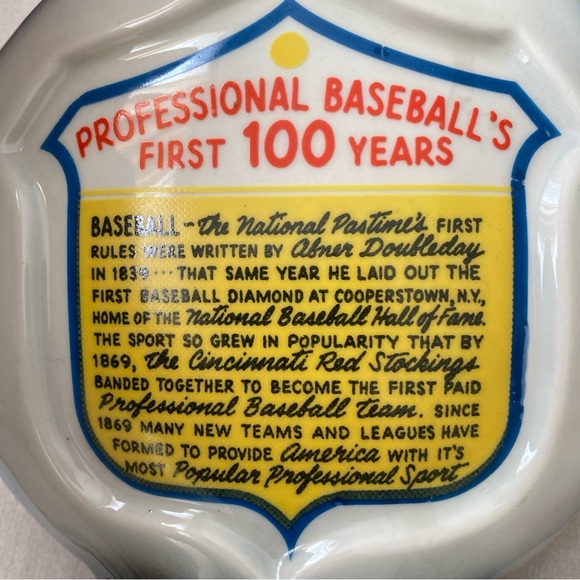 PROFESSIONAL BASEBALL'S
FIRST 100 YEARS
BASEBALL - the National Pastime's FIRST
RULES WERE WRITTEN BY Abner Doubleday
IN 1839 ... THAT SAME YEAR HE LAID OUT THE
FIRST BASEBALL DIAMOND AT COOPERSTOWN, N.Y.,
HOME OF THE National Baseball Hall of Fame.
THE SPORT SO GREW IN POPULARITY THAT BY
1869, the Cincinnati Red Stockings
BANDED TOGETHER TO BECOME THE FIRST PAID
Professional Baseball team. SINCE
1869 MANY NEW TEAMS AND LEAGUES HAVE
FORMED TO PROVIDE America WITH IT'S
MOST Popular Professional Sport